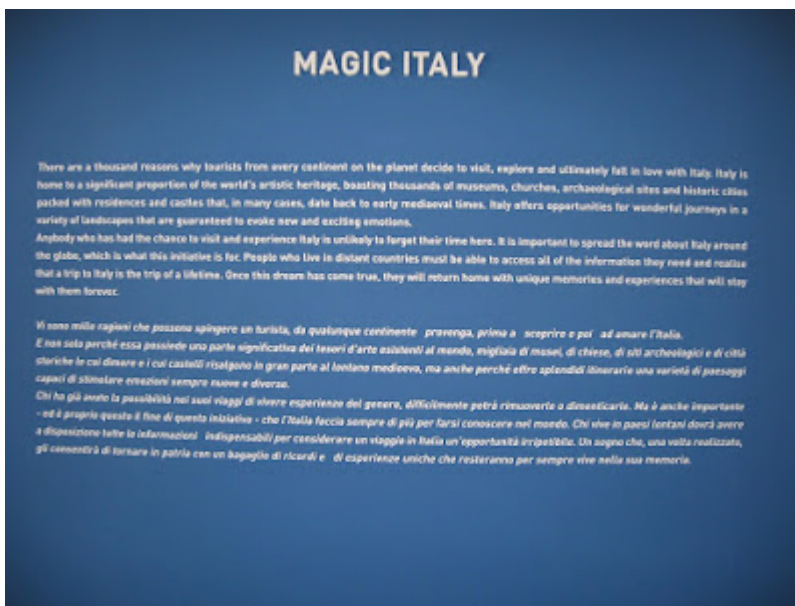 MAGIC ITALY
There are a thousand reasons why tourists from every continent on the planet decide to visit, explore and ultimately fall in love with Italy. Italy is
home to a significant proportion of the world's artistic heritage, boasting thousands of museums, churches, archaeological sites and historic cities
packed with residences and castles that, in many cases, date back to early mediaeval times. Italy offers opportunities for wonderful journeys in a
variety of landscapes that are guaranteed to evoke new and exciting emotions.
Anybody who has had the chance to visit and experience Italy is unlikely to forget their time here. It is important to spread the word about Italy around
the globe, which is what this initiative is for. People who live in distant countries must be able to access all of the information they need and realise
that a trip to Italy is the trip of a lifetime. Once this dream has come true, they will return home with unique memories and experiences that will stay
with them forever.
Vi sono mille ragioni che possono spingere un turista, da qualunque continente provenga, prima a scoprire e poi ad amare l'Italia.
E non solo perché essa possiede una parte significativa dei tesori d'arte esistenti al mondo, migliaia di musei, di chiese, di siti archeologici e di città
storiche le cui dimore e i cui castelli risalgono in gran parte al lontano medioevo, ma anche perché offre splendidi itinerari e una varietà di paesaggi
capaci di stimolare emozioni sempre nuove e diverse.
Chi ha già avuto la possibilità nei suoi viaggi di vivere esperienze del genere, difficilmente potrà rimuoverle o dimenticarle. Ma è anche importante
- ed è proprio questo il fine di questa iniziativa - che l'Italia faccia sempre di più per farsi conoscere nel mondo. Chi vive in paesi lontani dovrà avere
a disposizione tutte le informazioni indispensabili per considerare un viaggio in Italia un'opportunità irripetibile. Un sogno che, una volta realizzato,
gli consentirà di tornare in patria con un bagaglio di ricordi e di esperienze uniche che resteranno per sempre vive nella sua memoria.